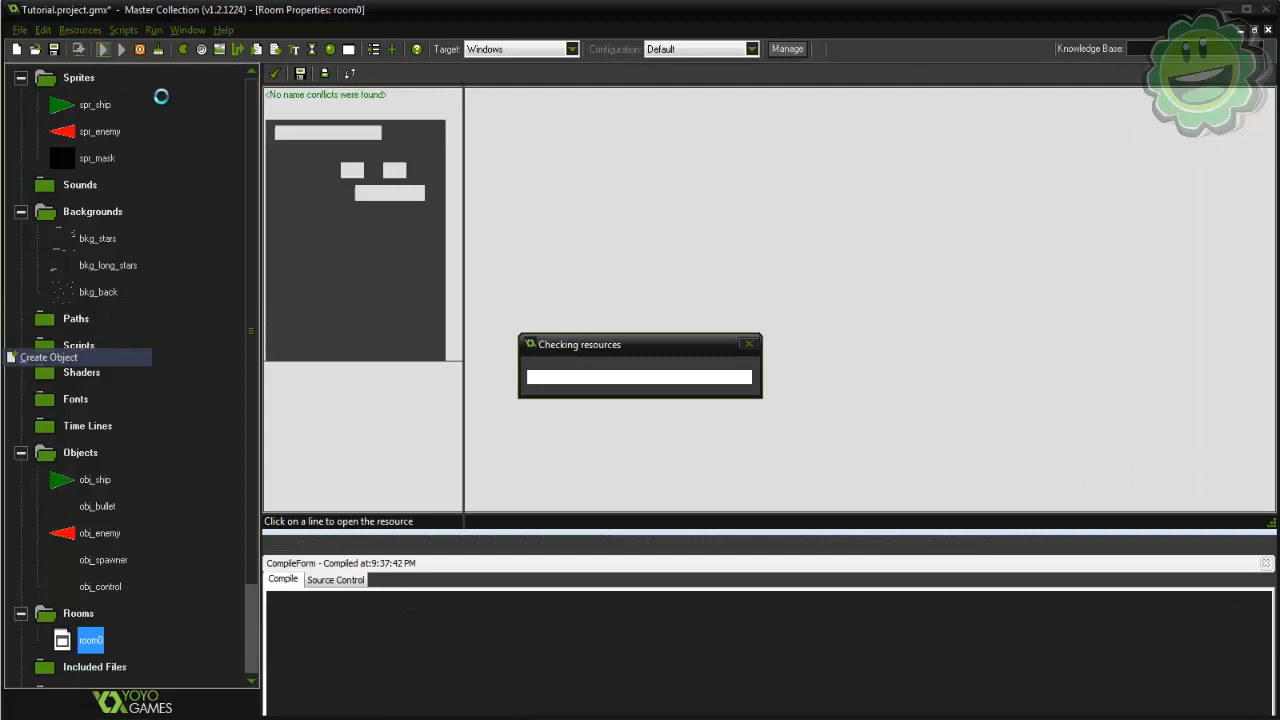 Tutorial.project.gmx* - Master Collection (v1.2.1224) - [Room Properties: room0]
File Edit Resources Scripts Run Window Help
Target: Windows Configuration: Default Manage Knowledge Base:
Sprites
<No name conflicts were found>
spr_ship
spr_enemy
spr_mask
Sounds
Backgrounds
bkg_stars
bkg_long_stars
bkg_back
Paths
Checking resources
Scripts
Create Object
Shaders
Fonts
Time Lines
Objects
obj_ship
obj_bullet
Click on a line to open the resource
obj_enemy
obj_spawner
CompileForm - Compiled at:9:37:42 PM
Compile Source Control
obj_control
Rooms
room0
Included Files
YOYO
GAMES